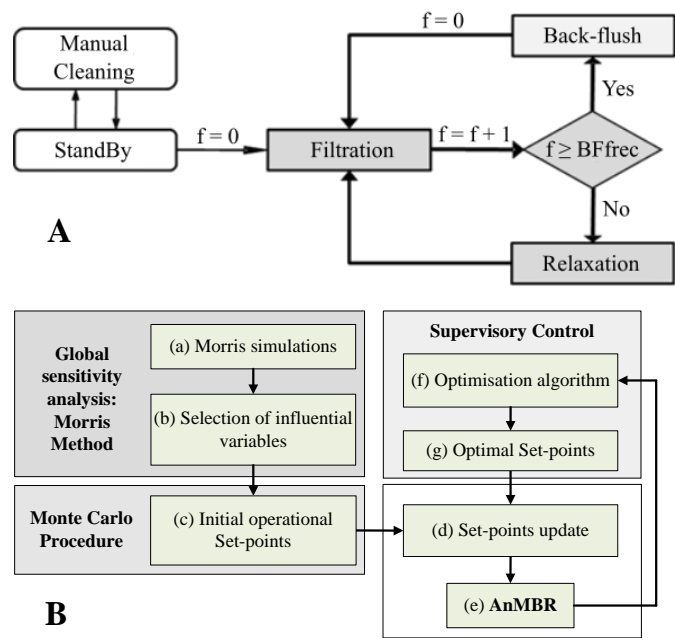 Manual
Cleaning
StandBy
f = 0
Filtration
f = 0
f = f + 1
Back-flush
Yes
f ≥ BFfrec
No
Relaxation
A
Global
sensitivity
analysis:
Morris
Method
(a) Morris simulations
(b) Selection of influential
variables
Monte Carlo
Procedure
(c) Initial operational
Set-points
Supervisory Control
(f) Optimisation algorithm
(g) Optimal Set-points
(d) Set-points update
(e) AnMBR
B